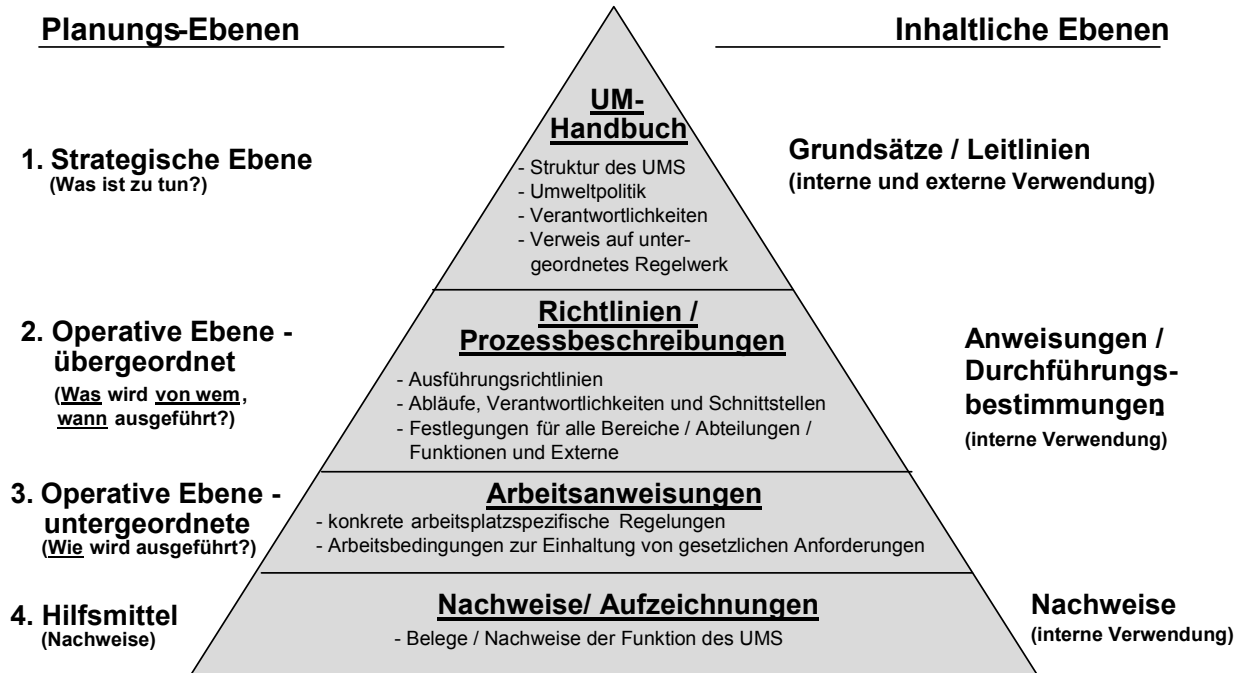 Planungs-Ebenen
Inhaltliche Ebenen
UM-
Handbuch
- Struktur des UMS
- Umweltpolitik
- Verantwortlichkeiten
- Verweis auf unter-
geordnetes Regelwerk
1. Strategische Ebene
(Was ist zu tun?)
Grundsätze / Leitlinien
(interne und externe Verwendung)
2. Operative Ebene -
übergeordnet
(Was wird von wem,
wann ausgeführt?)
Richtlinien /
Prozessbeschreibungen
- Ausführungsrichtlinien
- Abläufe, Verantwortlichkeiten und Schnittstellen
- Festlegungen für alle Bereiche / Abteilungen /
Funktionen und Externe
Anweisungen /
Durchführungs-
bestimmungen
(interne Verwendung)
3. Operative Ebene -
untergeordnete
(Wie wird ausgeführt?)
Arbeitsanweisungen
- konkrete arbeitsplatzspezifische Regelungen
- Arbeitsbedingungen zur Einhaltung von gesetzlichen Anforderungen
4. Hilfsmittel
(Nachweise)
Nachweise/ Aufzeichnungen
- Belege / Nachweise der Funktion des UMS
Nachweise
(interne Verwendung)